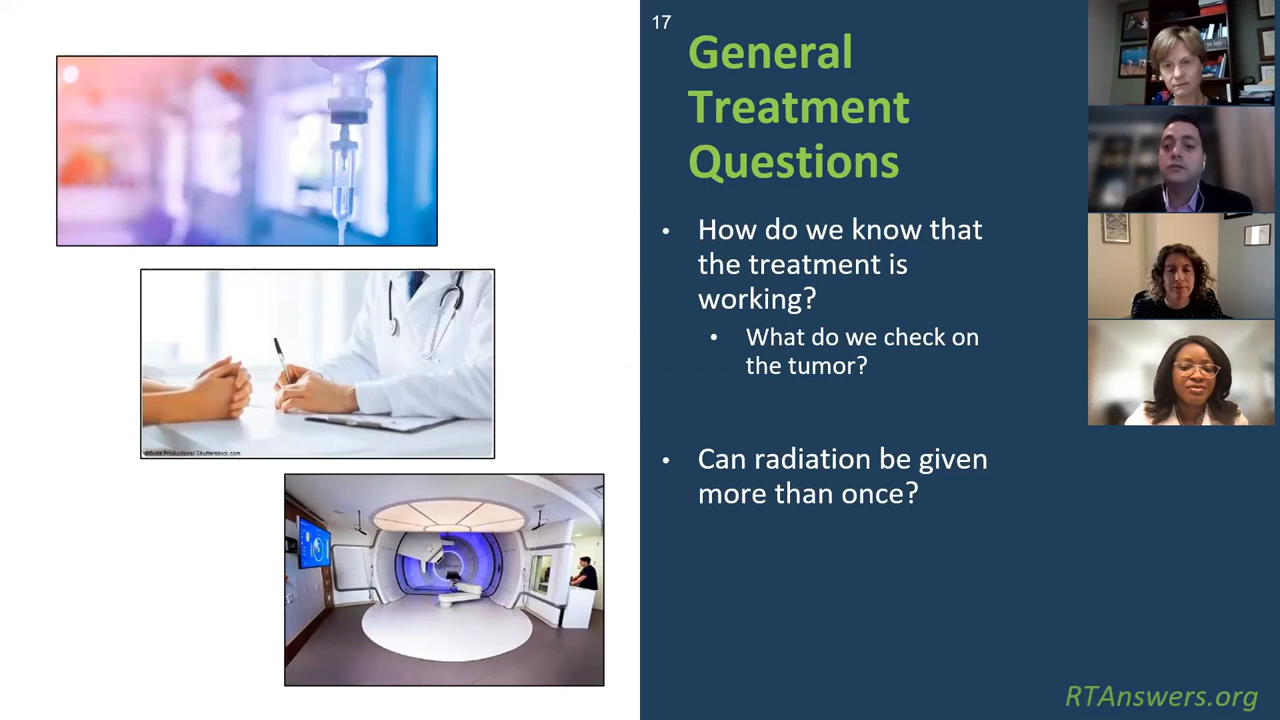 17
General
Treatment
Questions
• How do we know that
the treatment is
working?
• What do we check on
the tumor?
• Can radiation be given
more than once?
RTAnswers.org